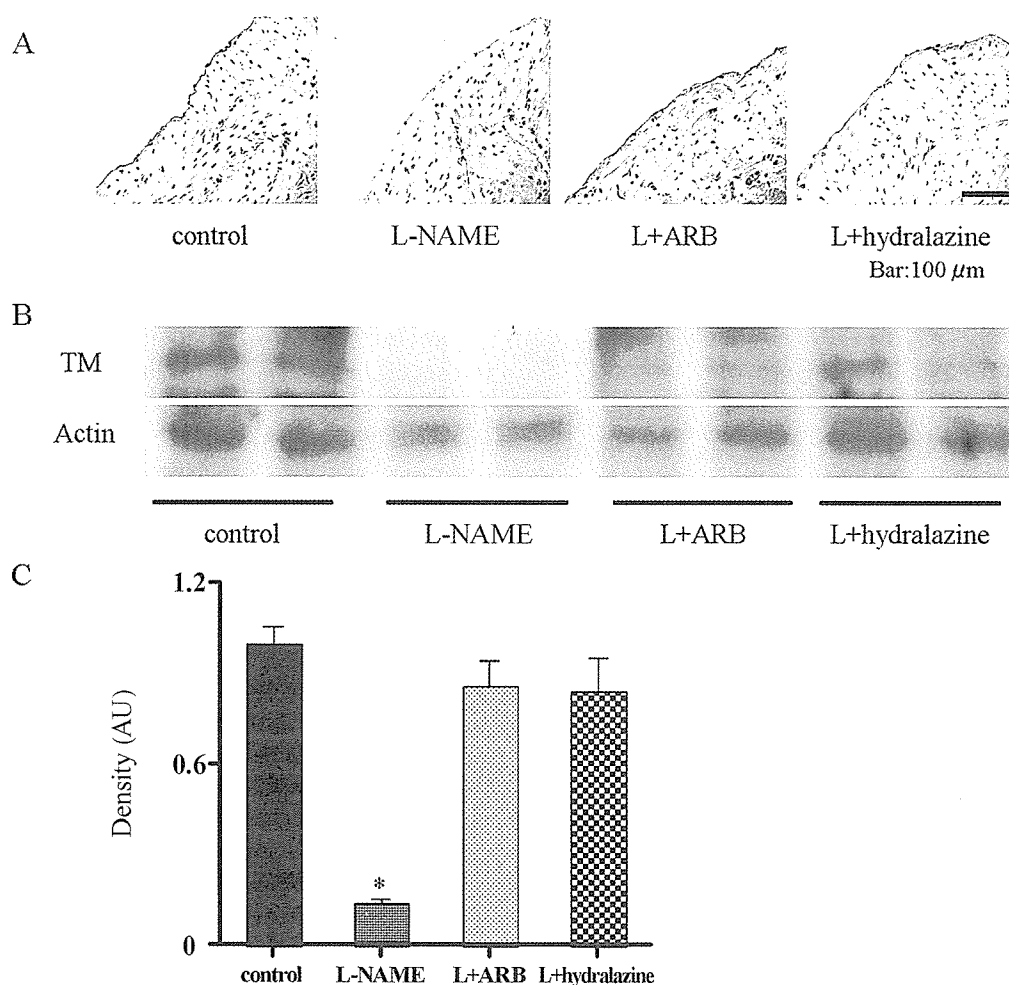 A
control L-NAME L+ARB L+hydralazine
Bar:100 μm
B
TM
Actin
control L-NAME L+ARB L+hydralazine
C
1.2
0.6
0
Density (AU)
*
control L-NAME L+ARB L+hydralazine